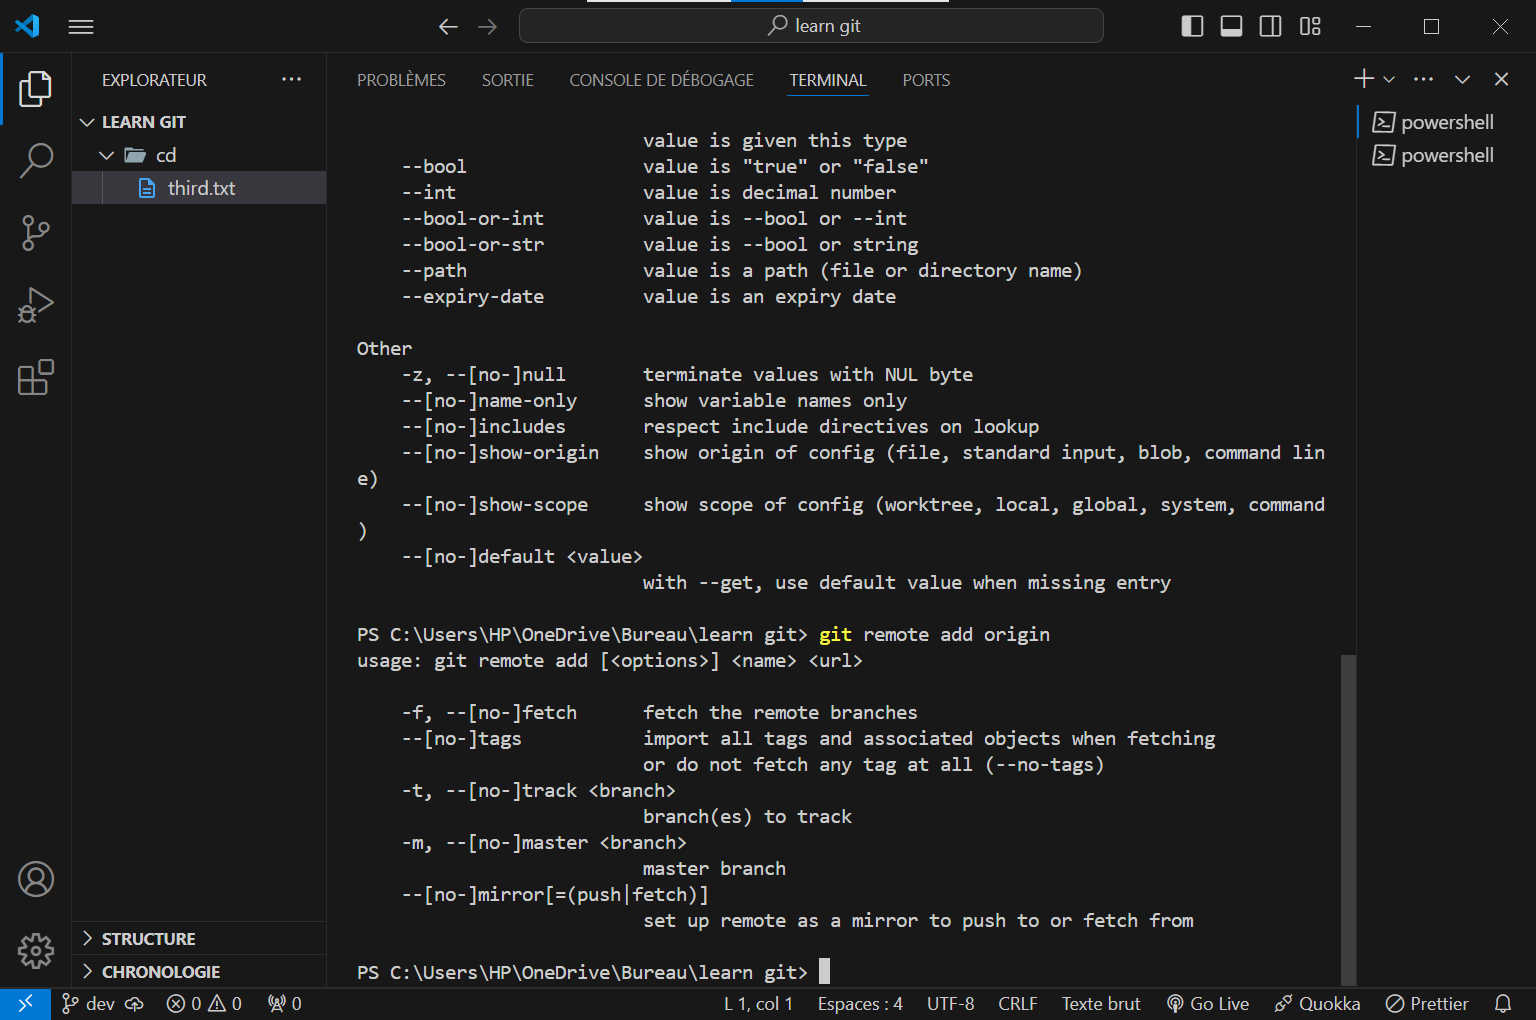 learn git
EXPLORATEUR
LEARN GIT
cd
third.txt
STRUCTURE
CHRONOLOGIE
PROBLÈMES SORTIE CONSOLE DE DÉBOGAGE TERMINAL PORTS
value is given this type
--bool value is "true" or "false"
--int value is decimal number
--bool-or-int value is --bool or --int
--bool-or-str value is --bool or string
--path value is a path (file or directory name)
--expiry-date value is an expiry date
Other
-z, --[no-]null terminate values with NUL byte
--[no-]name-only show variable names only
--[no-]includes respect include directives on lookup
--[no-]show-origin show origin of config (file, standard input, blob, command lin
e)
--[no-]show-scope show scope of config (worktree, local, global, system, command
)
--[no-]default <value>
with --get, use default value when missing entry
PS C:\Users\HP\OneDrive\Bureau\learn git> git remote add origin
usage: git remote add [<options>] <name> <url>
-f, --[no-]fetch fetch the remote branches
--[no-]tags import all tags and associated objects when fetching
or do not fetch any tag at all (--no-tags)
-t, --[no-]track <branch>
branch(es) to track
-m, --[no-]master <branch>
master branch
--[no-]mirror[=(push|fetch)]
set up remote as a mirror to push to or fetch from
PS C:\Users\HP\OneDrive\Bureau\learn git>
powershell
powershell
dev 0 0 0 L 1, col 1 Espaces : 4 UTF-8 CRLF Texte brut Go Live Quokka Prettier